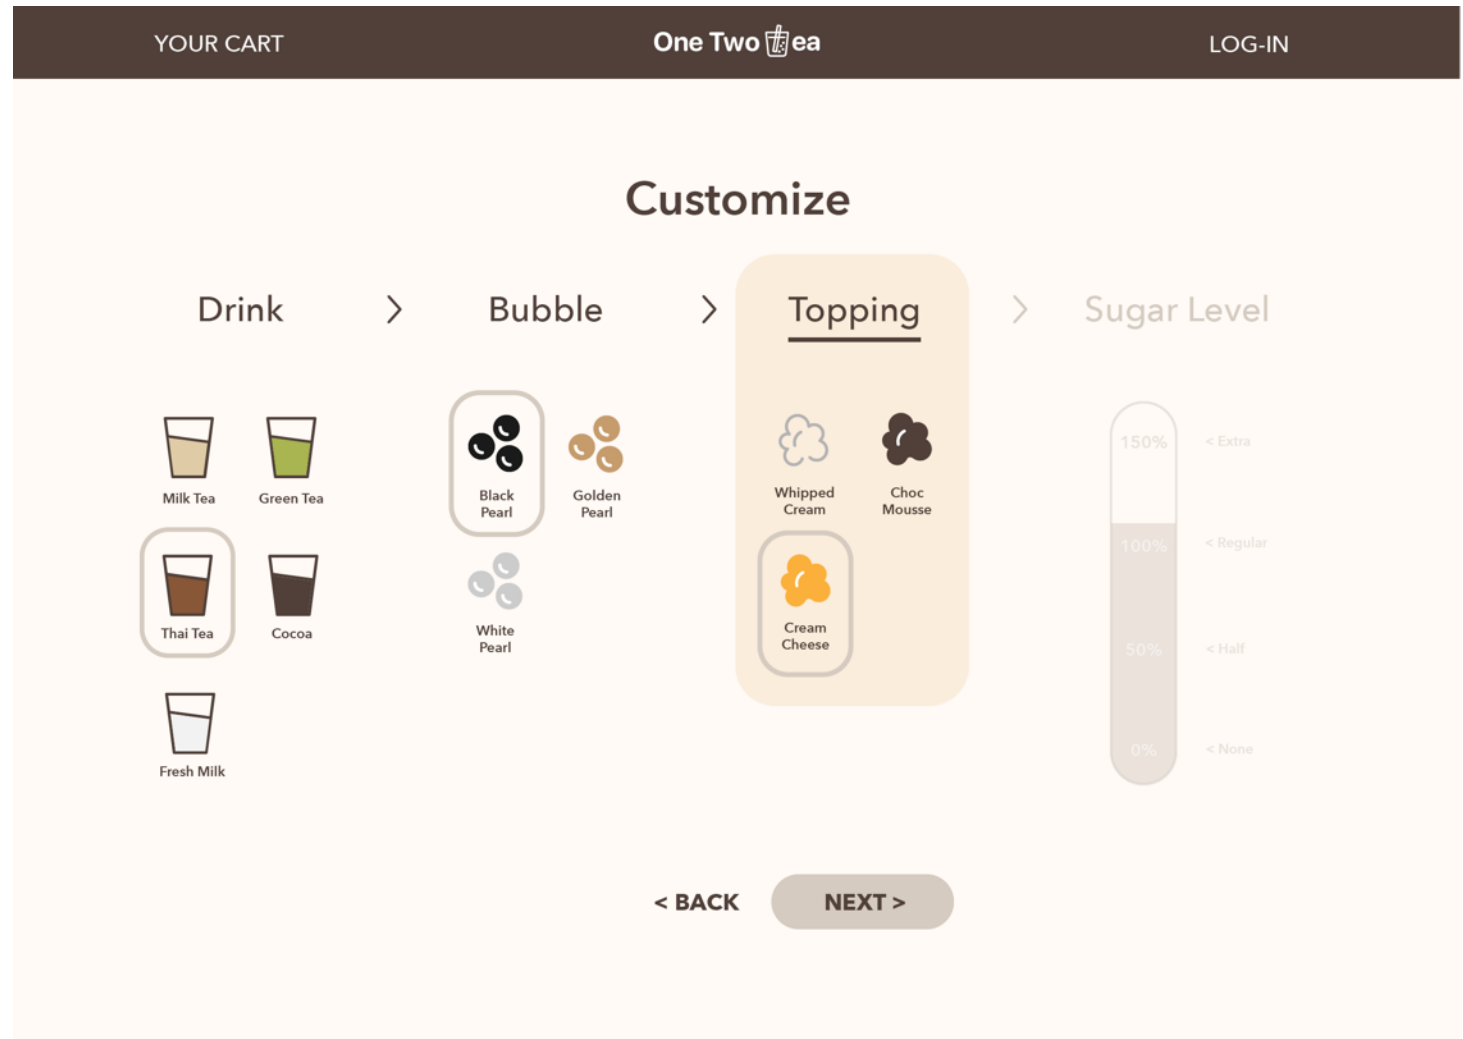 YOUR CART
One Two ea
LOG-IN
Customize
Drink
>
Bubble
>
Topping
>
Sugar Level
Milk Tea
Green Tea
Thai Tea
Cocoa
Fresh Milk
Black
Pearl
Golden
Pearl
White
Pearl
Whipped
Cream
Choc
Mousse
Cream
Cheese
150%
< Extra
100%
< Regular
50%
< Half
0%
< None
< BACK
NEXT >